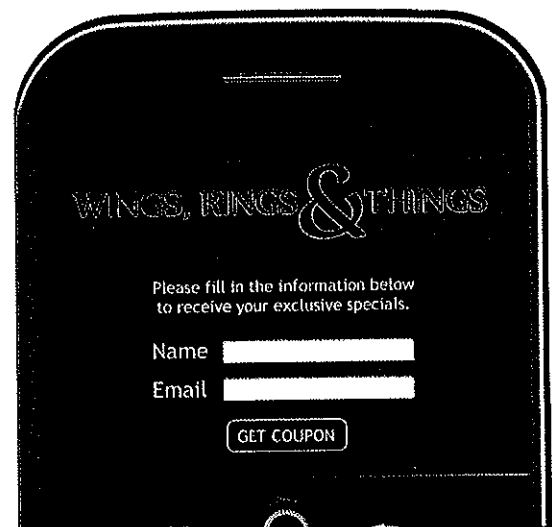 WINGS, RINGS & THINGS
Please fill in the information below
to receive your exclusive specials.
Name
Email
GET COUPON